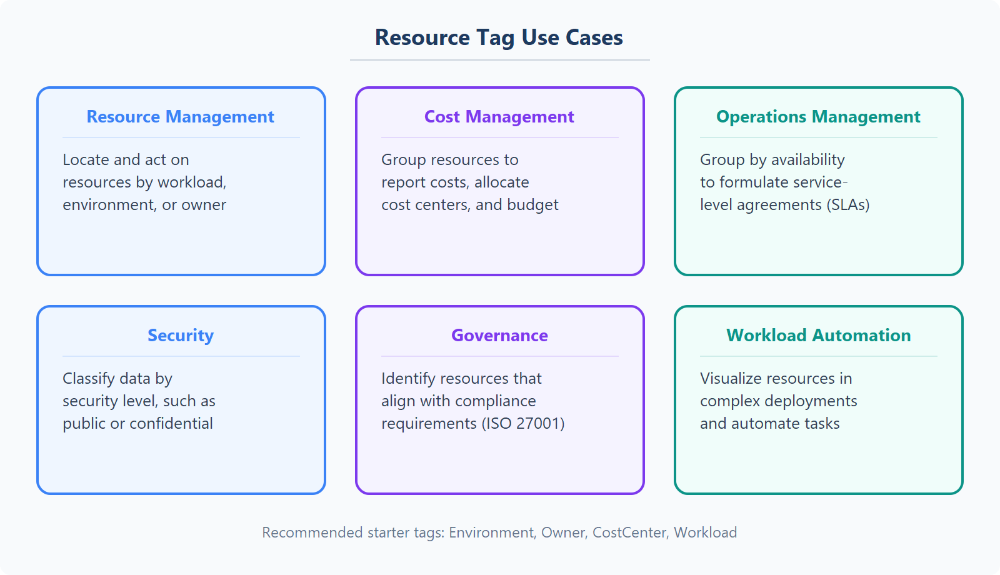 Resource Tag Use Cases
Resource Management
Locate and act on
resources by workload,
environment, or owner
Cost Management
Group resources to
report costs, allocate
cost centers, and budget
Operations Management
Group by availability
to formulate service-
level agreements (SLAs)
Security
Classify data by
security level, such as
public or confidential
Governance
Identify resources that
align with compliance
requirements (ISO 27001)
Workload Automation
Visualize resources in
complex deployments
and automate tasks
Recommended starter tags: Environment, Owner, CostCenter, Workload